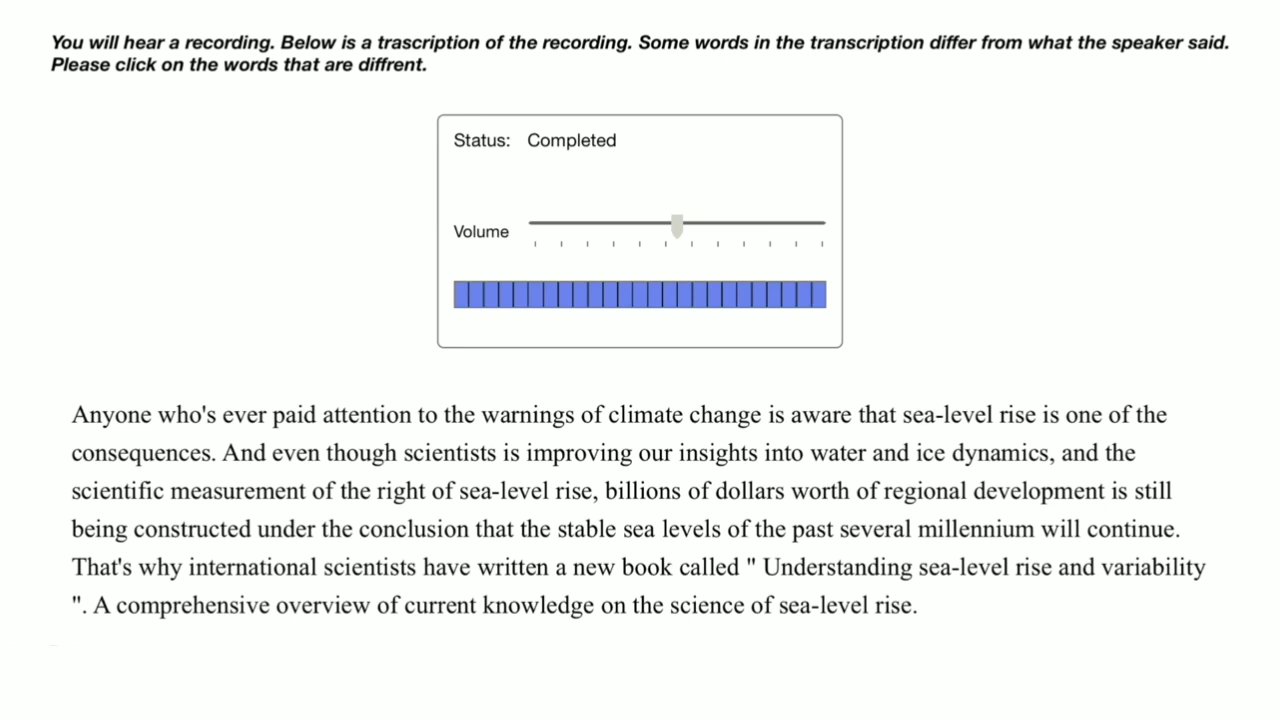 You will hear a recording. Below is a trascription of the recording. Some words in the transcription differ from what the speaker said.
Please click on the words that are diffrent.
Status: Completed
Volume
Anyone who's ever paid attention to the warnings of climate change is aware that sea-level rise is one of the
consequences. And even though scientists is improving our insights into water and ice dynamics, and the
scientific measurement of the right of sea-level rise, billions of dollars worth of regional development is still
being constructed under the conclusion that the stable sea levels of the past several millennium will continue.
That's why international scientists have written a new book called " Understanding sea-level rise and variability
". A comprehensive overview of current knowledge on the science of sea-level rise.